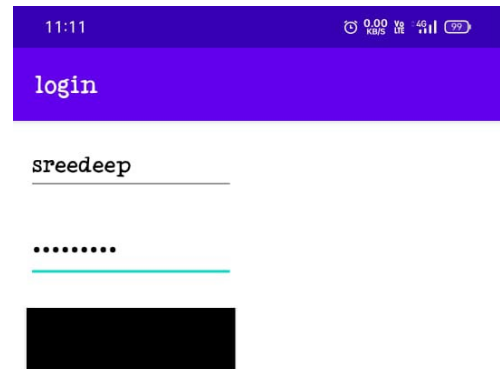 11:11
0.00 KB/S Vo LTE 4G 99
login
sreedeep
•••••••••